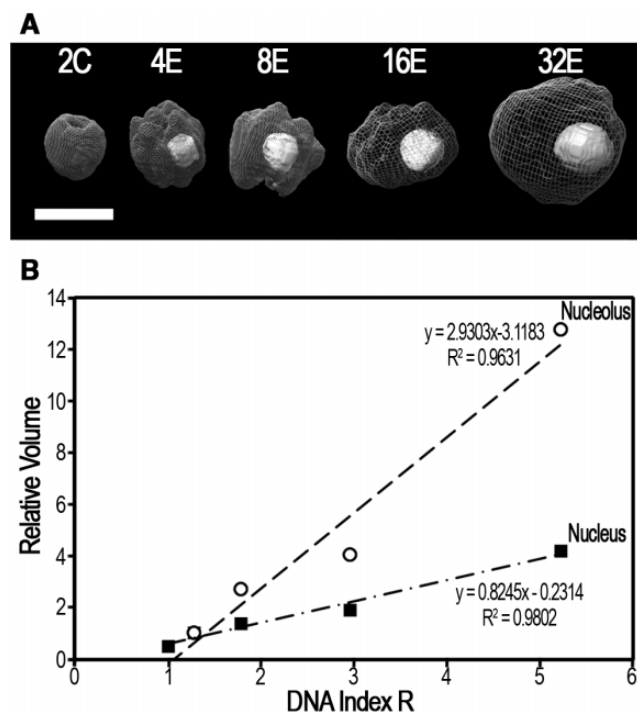 A
2C 4E 8E 16E 32E
B
14
12
10
8
6
4
2
0
Relative Volume
Nucleolus
y = 2.9303x-3.1183
R² = 0.9631
Nucleus
y = 0.8245x - 0.2314
R² = 0.9802
0 1 2 3 4 5 6
DNA Index R